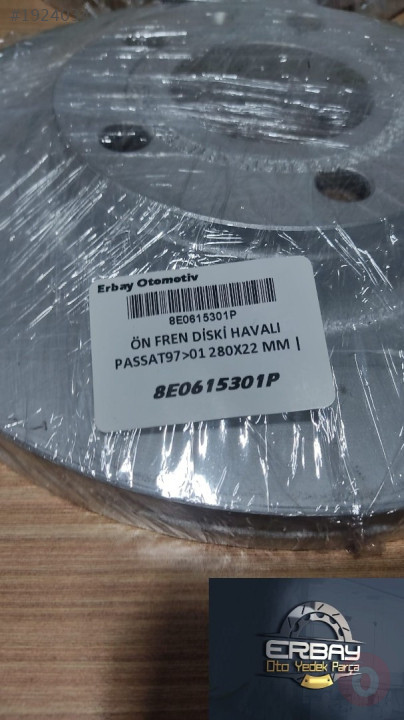 Erbay Otomotiv
8E0615301P
ÖN FREN DİSKİ HAVALI
PASSAT97>01 280X22 MM |
8E0615301P
ERBAY
Oto Yedek Parça